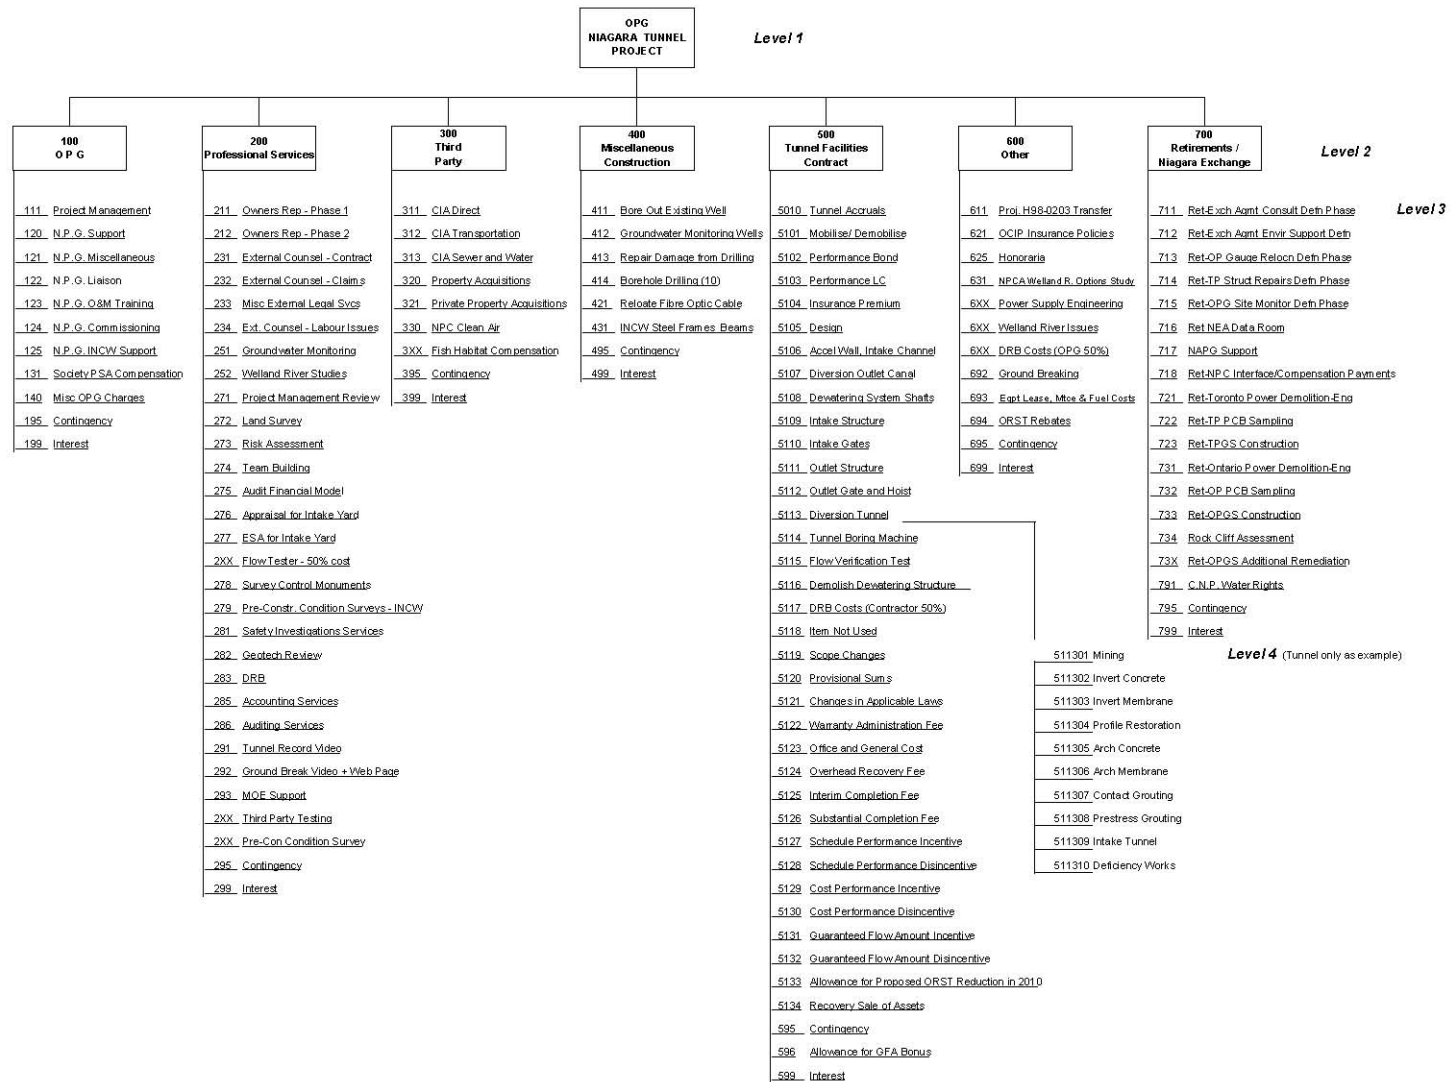 OPG
NIAGARA TUNNEL
PROJECT
Level 1
100
O P G
200
Professional Services
300
Third
Party
400
Miscellaneous
Construction
500
Tunnel Facilities
Contract
600
Other
700
Retirements /
Niagara Exchange
Level 2
Level 3
111 Project Management
120 N.P.G. Support
121 N.P.G. Miscellaneous
122 N.P.G. Liaison
123 N.P.G. O&M Training
124 N.P.G. Commissioning
125 N.P.G. INCW Support
131 Society PSA Compensation
140 Misc OPG Charges
195 Contingency
199 Interest
211 Owners Rep - Phase 1
212 Owners Rep - Phase 2
231 External Counsel - Contract
232 External Counsel - Claims
233 Misc External Legal Svcs
234 Ext. Counsel - Labour Issues
251 Groundwater Monitoring
252 Welland River Studies
271 Project Management Review
272 Land Survey
273 Risk Assessment
274 Team Building
275 Audit Financial Model
276 Appraisal for Intake Yard
277 ESA for Intake Yard
2XX Flow Tester - 50% cost
278 Survey Control Monuments
279 Pre-Constr. Condition Surveys - INCW
281 Safety Investigations Services
282 Geotech Review
283 DRB
285 Accounting Services
286 Auditing Services
291 Tunnel Record Video
292 Ground Break Video + Web Page
293 MOE Support
2XX Third Party Testing
2XX Pre-Con Condition Survey
295 Contingency
299 Interest
311 CIA Direct
312 CIA Transportation
313 CIA Sewer and Water
320 Property Acquisitions
321 Private Property Acquisitions
330 NPC Clean Air
3XX Fish Habitat Compensation
395 Contingency
399 Interest
411 Bore Out Existing Well
412 Groundwater Monitoring Wells
413 Repair Damage from Drilling
414 Borehole Drilling (10)
421 Relocate Fibre Optic Cable
431 INCW Steel Frames Beams
495 Contingency
499 Interest
5010 Tunnel Accruals
5101 Mobilise/ Demobilise
5102 Performance Bond
5103 Performance LC
5104 Insurance Premium
5105 Design
5106 Accel Wall, Intake Channel
5107 Diversion Outlet Canal
5108 Dewatering System Shafts
5109 Intake Structure
5110 Intake Gates
5111 Outlet Structure
5112 Outlet Gate and Hoist
5113 Diversion Tunnel
5114 Tunnel Boring Machine
5115 Flow Verification Test
5116 Demolish Dewatering Structure
5117 DRB Costs (Contractor 50%)
5118 Item Not Used
5119 Scope Changes
5120 Provisional Sums
5121 Changes in Applicable Laws
5122 Warranty Administration Fee
5123 Office and General Cost
5124 Overhead Recovery Fee
5125 Interim Completion Fee
5126 Substantial Completion Fee
5127 Schedule Performance Incentive
5128 Schedule Performance Disincentive
5129 Cost Performance Incentive
5130 Cost Performance Disincentive
5131 Guaranteed Flow Amount Incentive
5132 Guaranteed Flow Amount Disincentive
5133 Allowance for Proposed ORST Reduction in 2010
5134 Recovery Sale of Assets
595 Contingency
596 Allowance for GFA Bonus
599 Interest
611 Proj. H98-0203 Transfer
621 OCIP Insurance Policies
625 Honoraria
631 NPCA Welland R. Options Study
6XX Power Supply Engineering
6XX Welland River Issues
6XX DRB Costs (OPG 50%)
692 Ground Breaking
693 Eqpt Lease, Mtce & Fuel Costs
694 ORST Rebates
695 Contingency
699 Interest
711 Ret-Exch Agmt Consult Defn Phase
712 Ret-Exch Agmt Envir Support Defn
713 Ret-OP Gauge Relocn Defn Phase
714 Ret-TP Struct Repairs Defn Phase
715 Ret-OPG Site Monitor Defn Phase
716 Ret NEA Data Room
717 NAPG Support
718 Ret-NPC Interface/Compensation Payments
721 Ret-Toronto Power Demolition-Eng
722 Ret-TP PCB Sampling
723 Ret-TPGS Construction
731 Ret-Ontario Power Demolition-Eng
732 Ret-OP PCB Sampling
733 Ret-OPGS Construction
734 Rock Cliff Assessment
73X Ret-OPGS Additional Remediation
791 C.N.P. Water Rights
795 Contingency
799 Interest
Level 4 (Tunnel only as example)
511301 Mining
511302 Invert Concrete
511303 Invert Membrane
511304 Profile Restoration
511305 Arch Concrete
511306 Arch Membrane
511307 Contact Grouting
511308 Prestress Grouting
511309 Intake Tunnel
511310 Deficiency Works